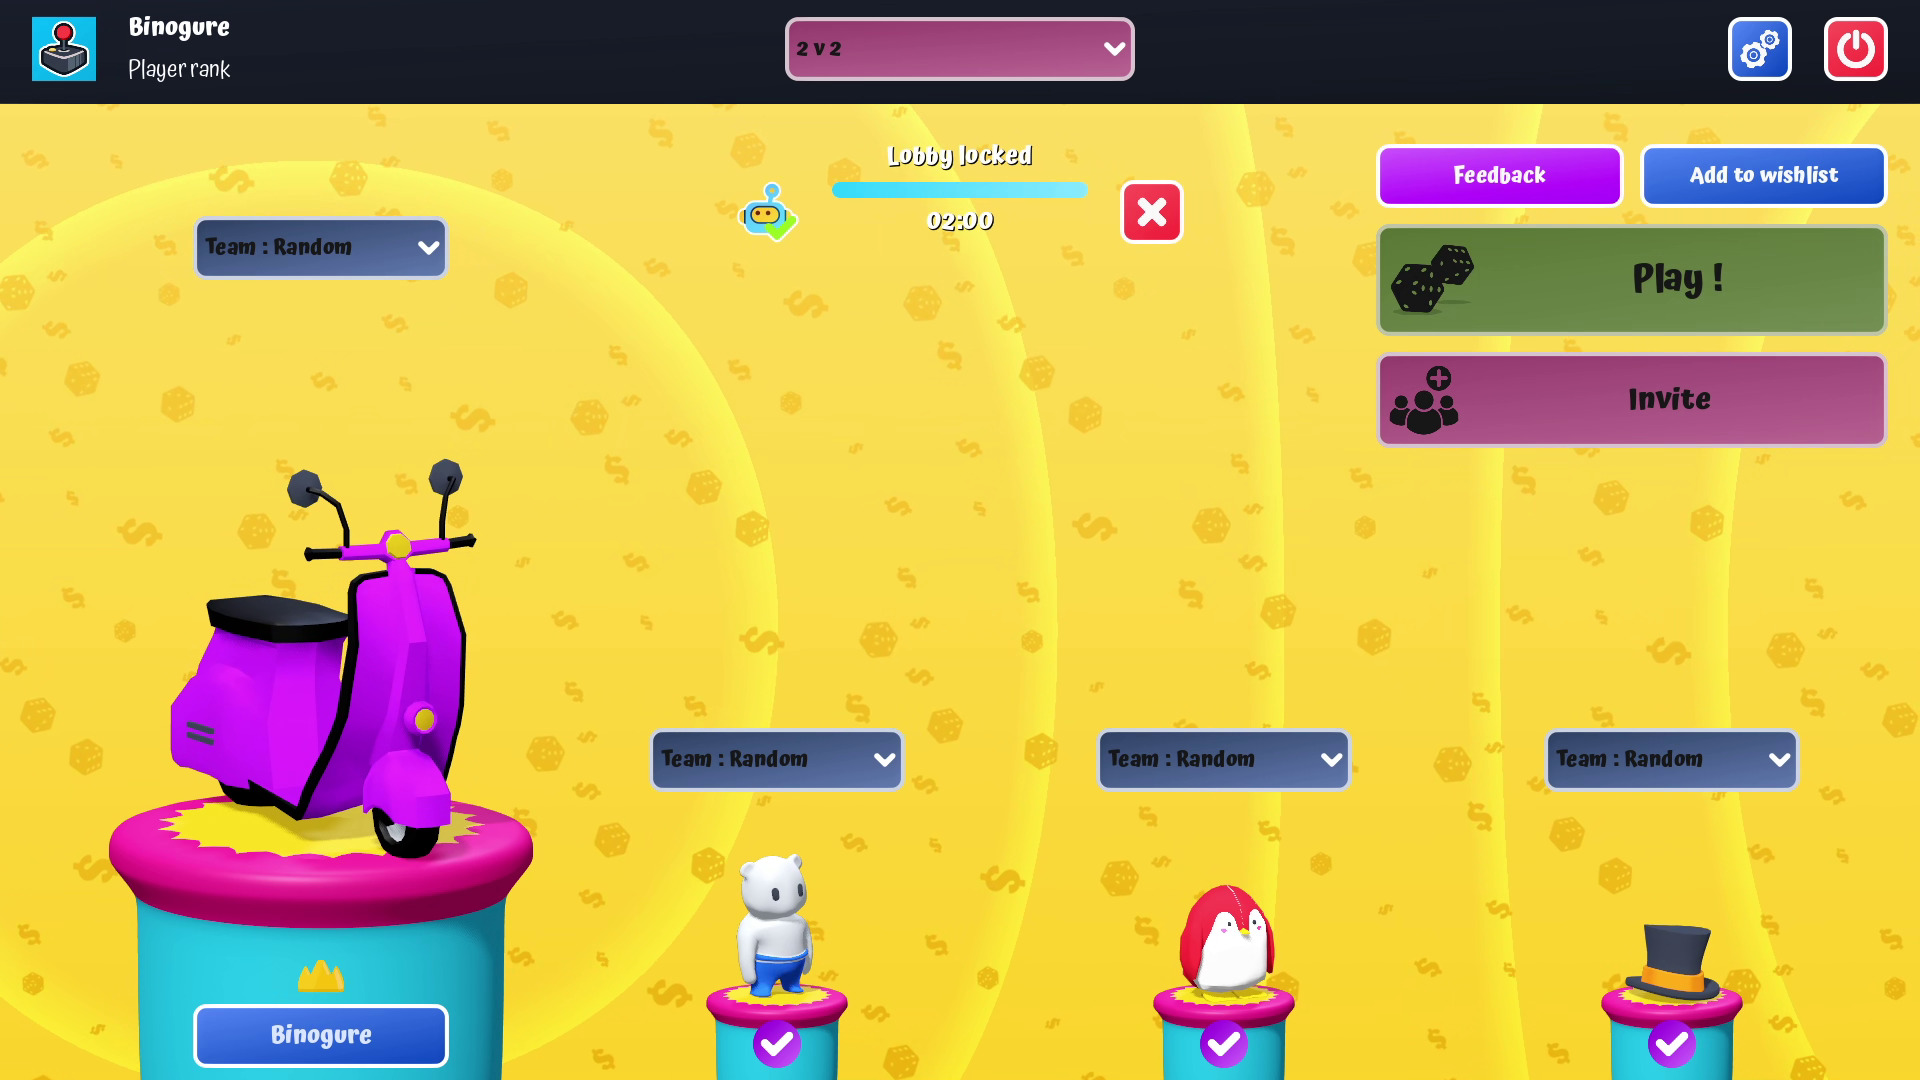 Binogure
Player rank
2 v 2
Lobby locked
02:00
Feedback
Add to wishlist
Team : Random
Play !
Invite
Team : Random
Team : Random
Team : Random
Binogure